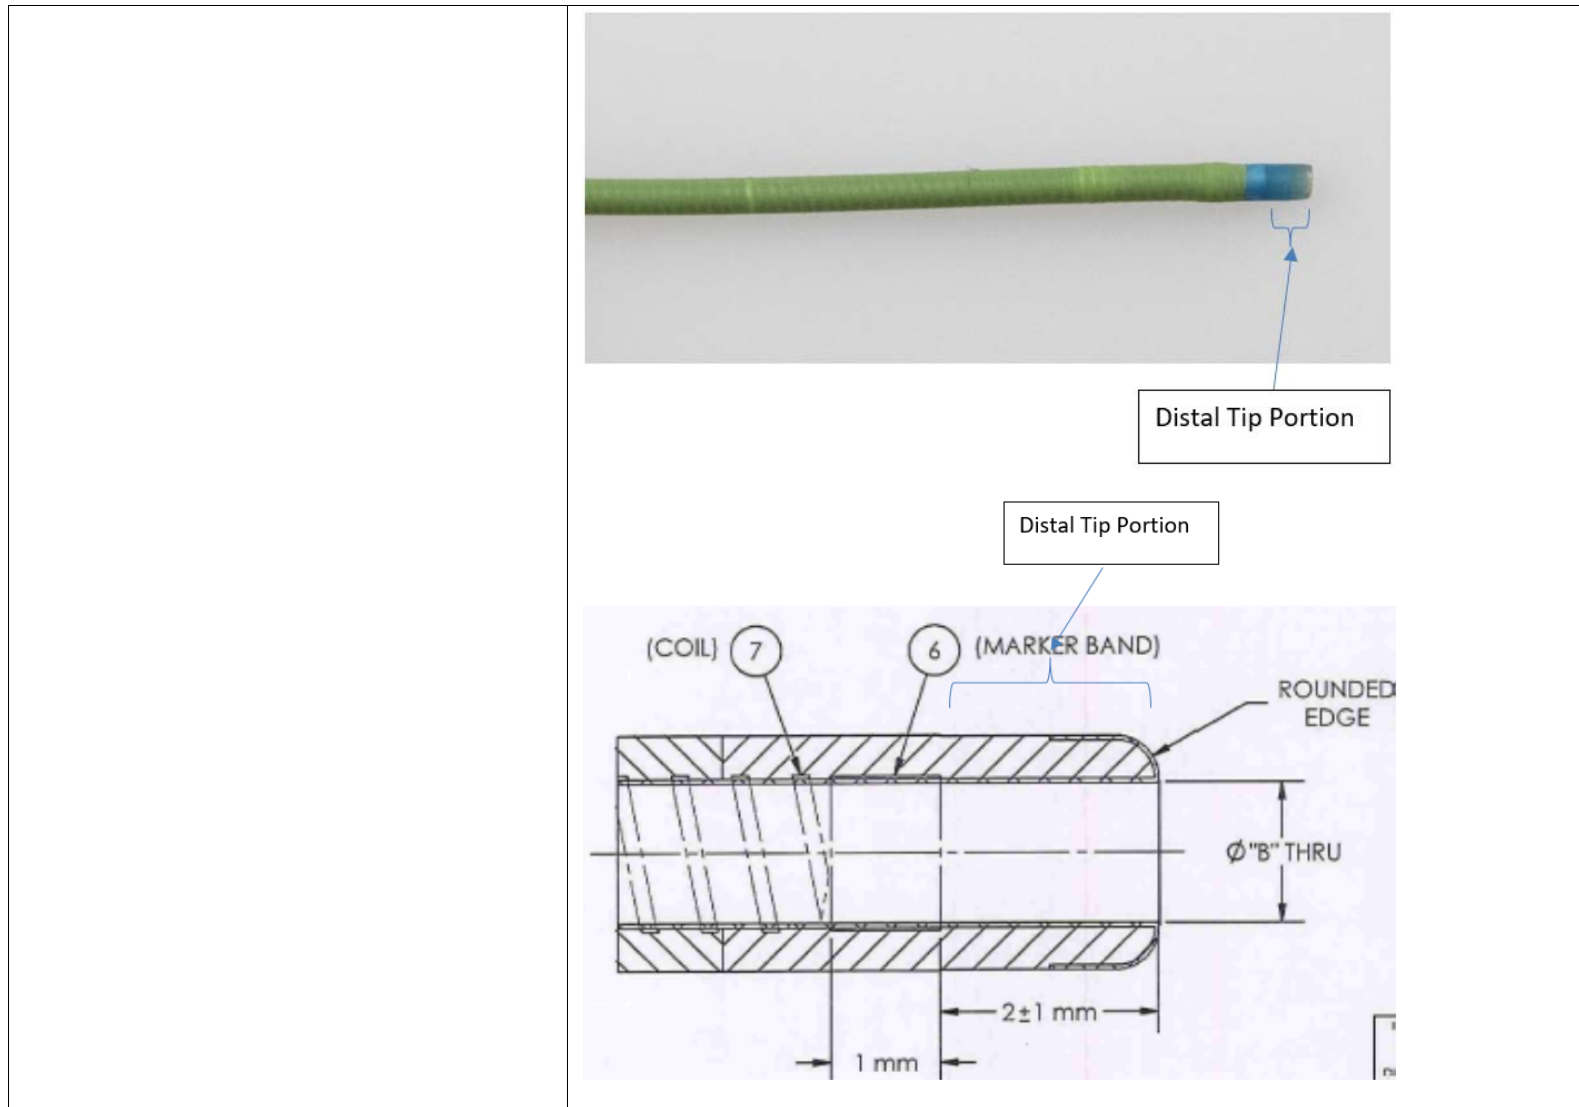 Distal Tip Portion
Distal Tip Portion
(COIL) 7 6 (MARKER BAND)
ROUNDED
EDGE
Ø "B" THRU
2±1 mm
1 mm